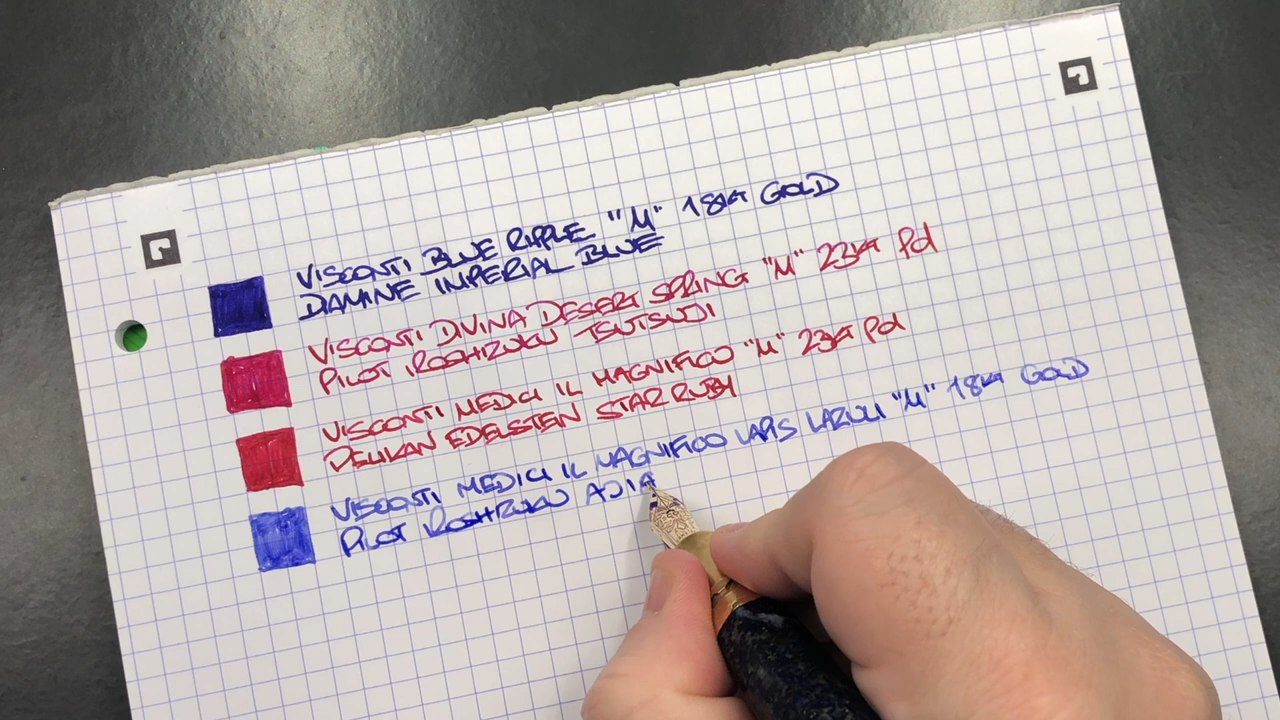 VISCONTI BLUE RIPPLE "M" 18kt GOLD
DIAMINE IMPERIAL BLUE
VISCONTI DIVINA DESERT SPRING "M" 23kt Pd
PILOT IROSHIZUKU TSUTSUJI
VISCONTI MEDICI IL MAGNIFICO "M" 23kt Pd
PELIKAN EDELSTEIN STAR RUBY
VISCONTI MEDICI IL MAGNIFICO LAPIS LAZULI "M" 18kt GOLD
PILOT IROSHIZUKU AJIA